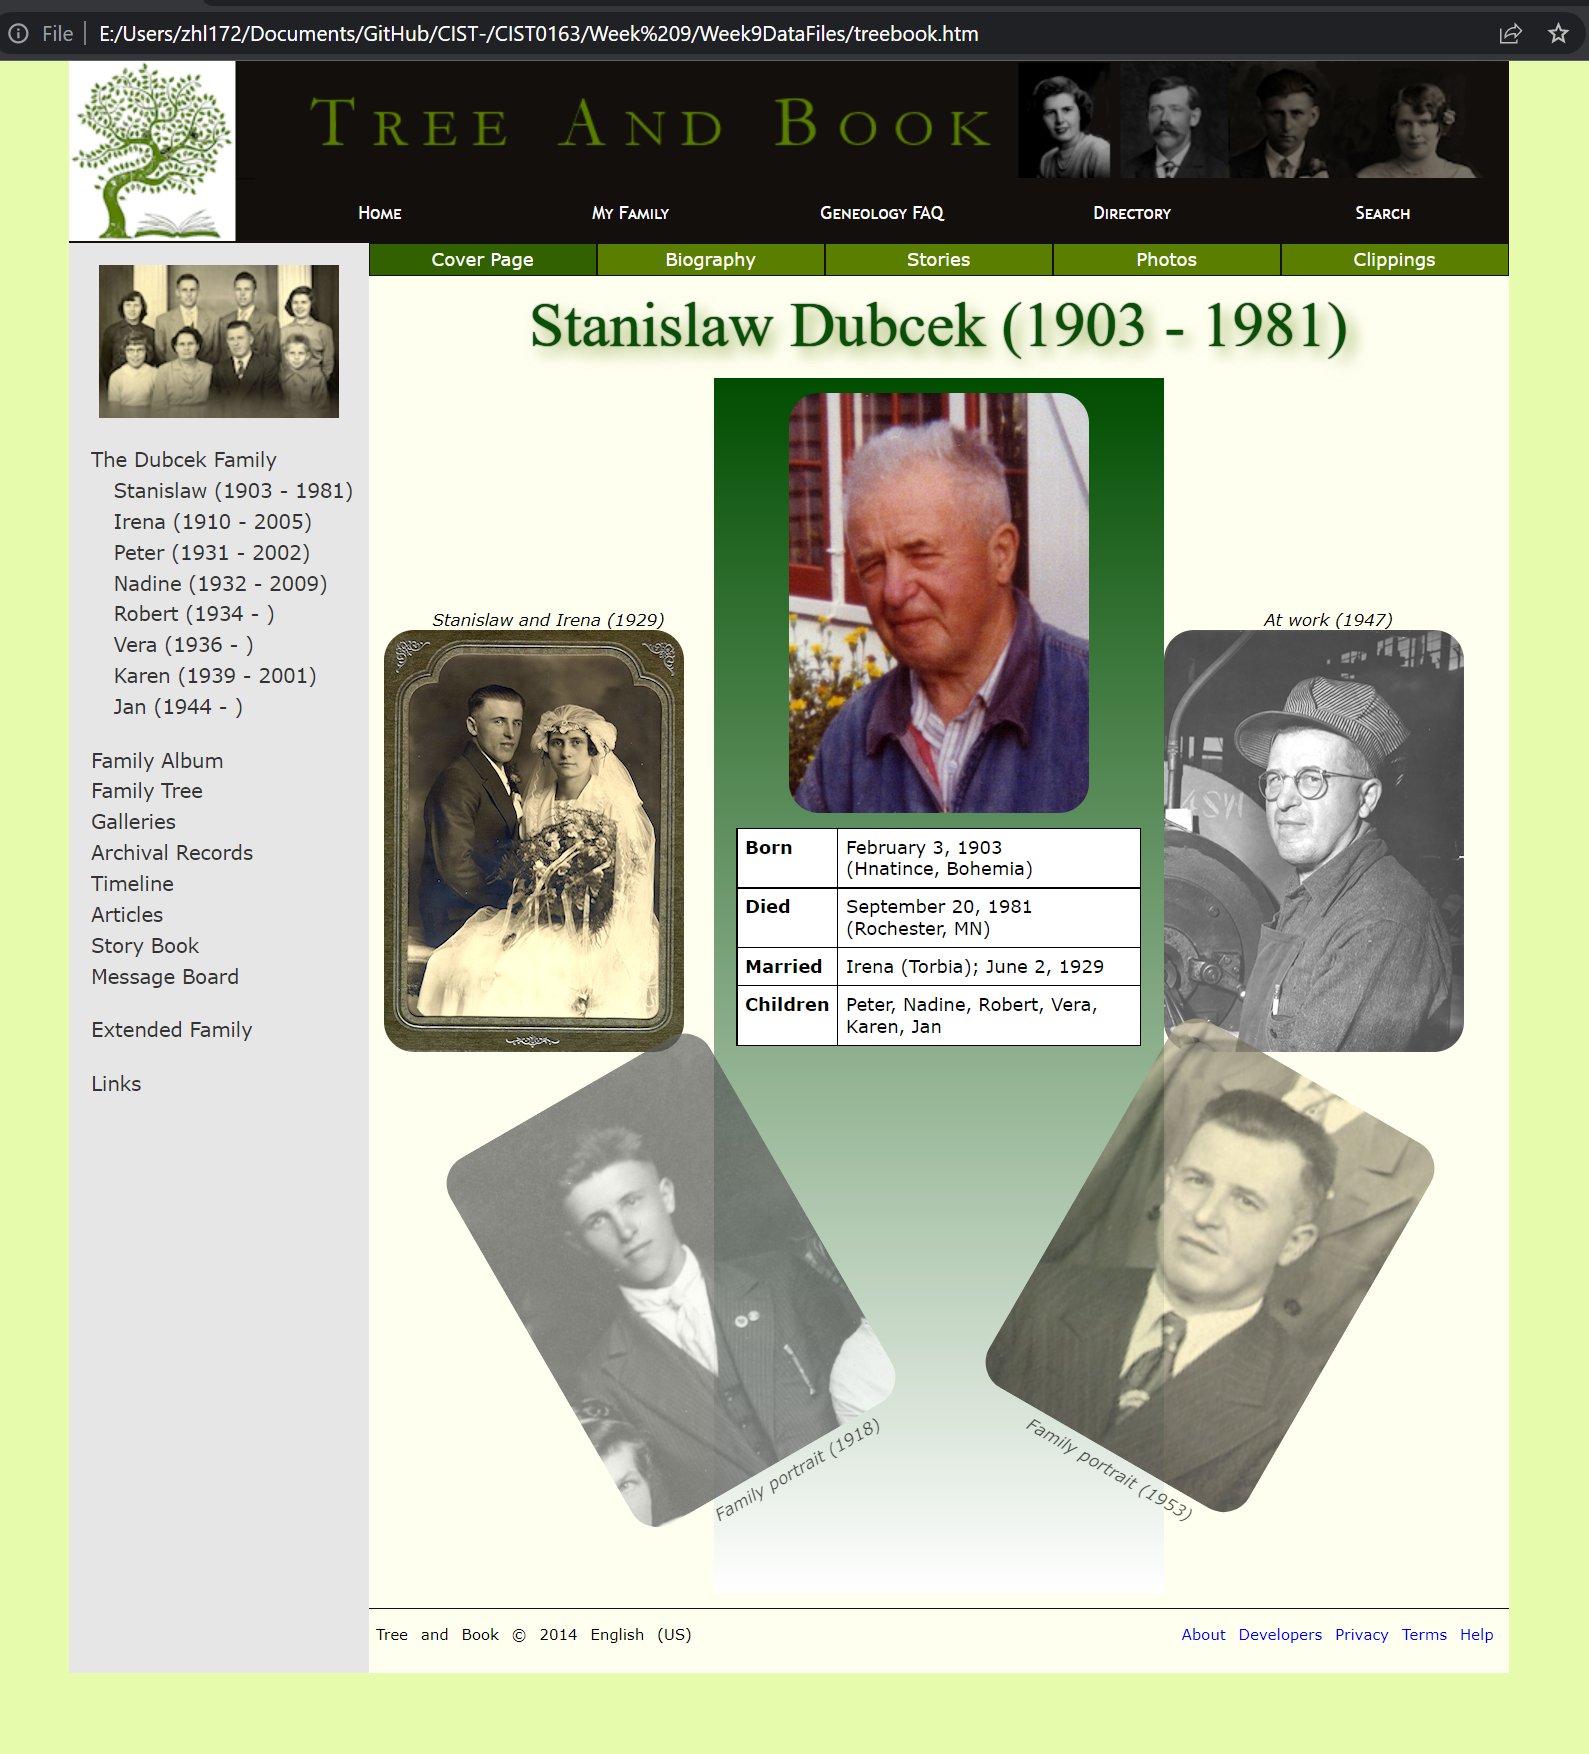 File | E:/Users/zhl172/Documents/GitHub/CIST-/CIST0163/Week%209/Week9DataFiles/treebook.htm
TREE AND BOOK
HOME MY FAMILY GENEOLOGY FAQ DIRECTORY SEARCH
Cover Page Biography Stories Photos Clippings
The Dubcek Family
Stanislaw (1903 - 1981)
Irena (1910 - 2005)
Peter (1931 - 2002)
Nadine (1932 - 2009)
Robert (1934 - )
Vera (1936 - )
Karen (1939 - 2001)
Jan (1944 - )
Family Album
Family Tree
Galleries
Archival Records
Timeline
Articles
Story Book
Message Board
Extended Family
Links
Stanislaw Dubcek (1903 - 1981)
Stanislaw and Irena (1929)
At work (1947)
Born February 3, 1903
(Hnatince, Bohemia)
Died September 20, 1981
(Rochester, MN)
Married Irena (Torbia); June 2, 1929
Children Peter, Nadine, Robert, Vera,
Karen, Jan
Family portrait (1918)
Family portrait (1953)
Tree and Book © 2014 English (US)
About Developers Privacy Terms Help